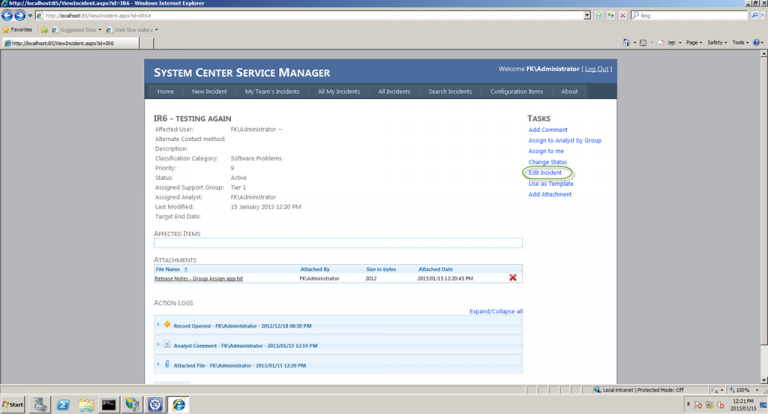 http://localhost:85/ViewIncident.aspx?id=IR6 - Windows Internet Explorer
http://localhost:85/ViewIncident.aspx?id=IR6#
Bing
Favorites
Suggested Sites
Web Slice Gallery
http://localhost:85/ViewIncident.aspx?id=IR6
Page
Safety
Tools
SYSTEM CENTER SERVICE MANAGER
Welcome FK\Administrator [ Log Out ]
Home
New Incident
My Team's Incidents
All My Incidents
All Incidents
Search Incidents
Configuration Items
About
IR6 - TESTING AGAIN
Affected User: FK\Administrator --
Alternate Contact method:
Description:
Classification Category: Software Problems
Priority: 9
Status: Active
Assigned Support Group: Tier 1
Assigned Analyst: FK\Administrator
Last Modified: 15 January 2013 12:20 PM
Target End Date:
TASKS
Add Comment
Assign to Analyst by Group
Assign to me
Change Status
Edit Incident
Use as Template
Add Attachment
AFFECTED ITEMS
ATTACHMENTS
File Name Attached By Size in bytes Attached Date
Release Notes - Group Assign app.txt FK\Administrator 2012 2013/01/15 12:20:43 PM
ACTION LOGS
Expand/Collapse all
Record Opened - FK\Administrator - 2012/12/18 08:30 PM
Analyst Comment - FK\Administrator - 2013/01/15 12:19 PM
Attached File - FK\Administrator - 2013/01/15 12:20 PM
Local intranet | Protected Mode: Off
100%
Start
12:21 PM
2013/01/15